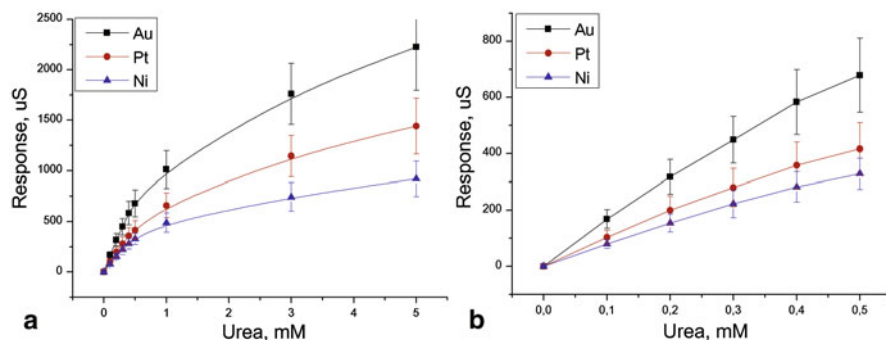 2500
2000
1500
1000
500
0
Response, uS
Au
Pt
Ni
0 1 2 3 4 5
Urea, mM
a
800
600
400
200
0
Response, uS
Au
Pt
Ni
0,0 0,1 0,2 0,3 0,4 0,5
Urea, mM
b